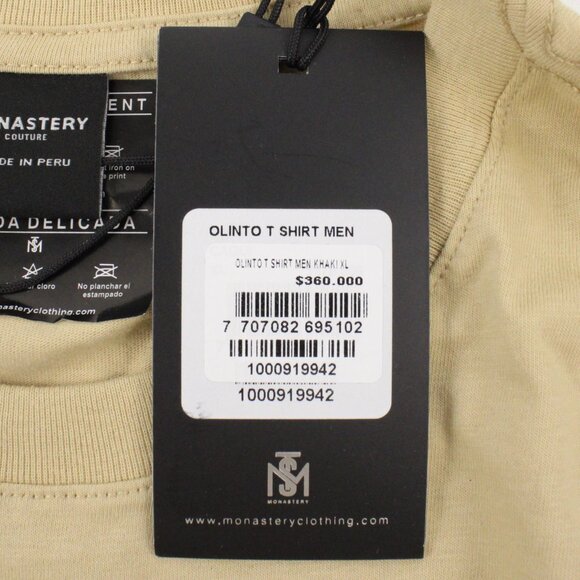 NASTERY
COUTURE
DE IN PERU
ENT
t iron on
e print
DA DELICADA
ar cloro
No planchar el
estampado
nasteryclothing.com
OLINTO T SHIRT MEN
OLINTO T SHIRT MEN KHAKI XL
$360.000
7 707082 695102
1000919942
1000919942
MONASTERY
www.monasteryclothing.com